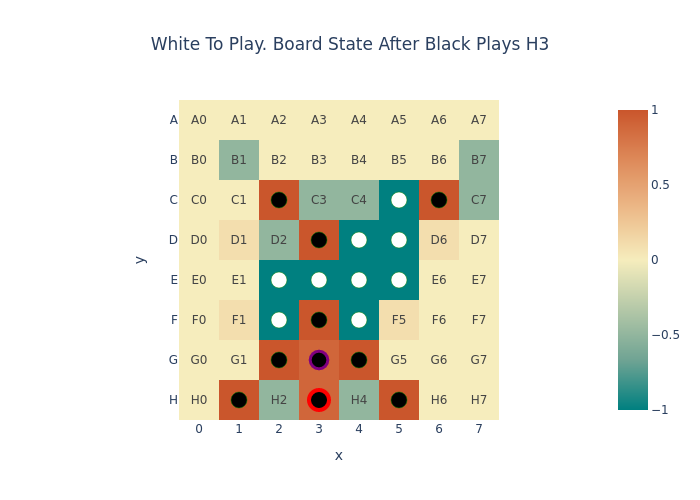 White To Play. Board State After Black Plays H3
A A0 A1 A2 A3 A4 A5 A6 A7 1
B B0 B1 B2 B3 B4 B5 B6 B7
C C0 C1 C3 C4 C7 0.5
D D0 D1 D2 D6 D7
y E E0 E1 E6 E7 0
F F0 F1 F5 F6 F7 −0.5
G G0 G1 G5 G6 G7
H H0 H2 H4 H6 H7 −1
0 1 2 3 4 5 6 7
x